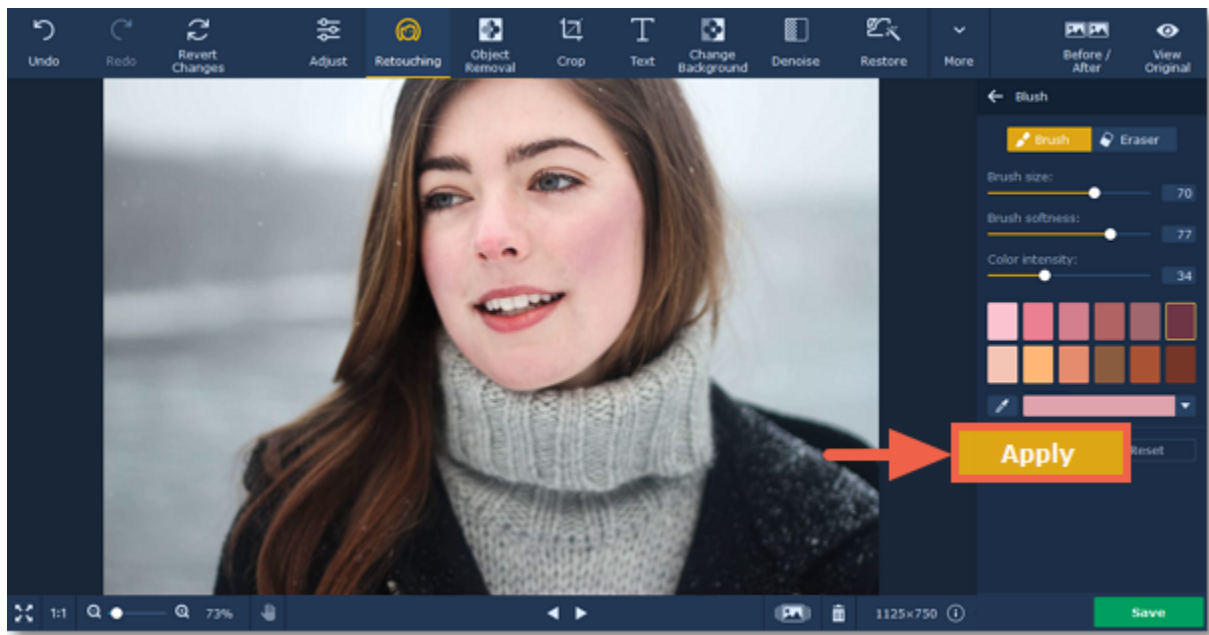 Undo
Redo
Revert
Changes
Adjust
Retouching
Object
Removal
Crop
Text
Change
Background
Denoise
Restore
More
Before /
After
View
Original
Blush
Brush Eraser
Brush size:
70
Brush softness:
77
Color intensity:
34
Apply
Reset
1:1
73%
1125×750
Save